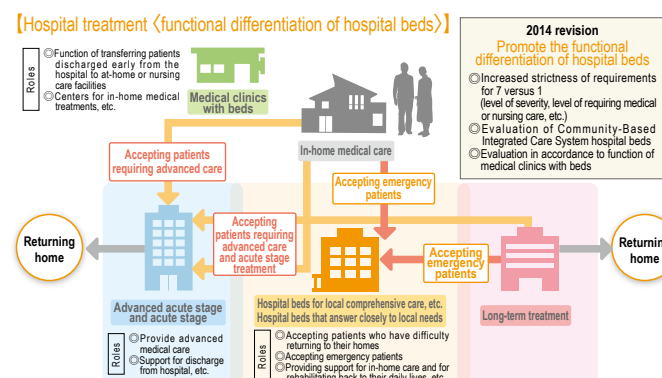 【Hospital treatment〈functional differentiation of hospital beds〉】
Roles
◎Function of transferring patients
discharged early from the
hospital to at-home or nursing
care facilities
◎Centers for in-home medical
treatments, etc.
Medical clinics
with beds
2014 revision
Promote the functional
differentiation of hospital beds
◎Increased strictness of requirements
for 7 versus 1
(level of severity, level of requiring medical
or nursing care, etc.)
◎Evaluation of Community-Based
Integrated Care System hospital beds
◎Evaluation in accordance to function of
medical clinics with beds
In-home medical care
Accepting patients
requiring advanced care
Accepting emergency
patients
Returning
home
Accepting
patients requiring
advanced care
and acute stage
treatment
Accepting
emergency
patients
Returning
home
Advanced acute stage
and acute stage
Hospital beds for local comprehensive care, etc.
Hospital beds that answer closely to local needs
Long-term treatment
Roles
◎Provide advanced
medical care
◎Support for discharge
from hospital, etc.
Roles
◎Accepting patients who have difficulty
returning to their homes
◎Accepting emergency patients
◎Providing support for in-home care and for
rehabilitating back to their daily lives, etc.